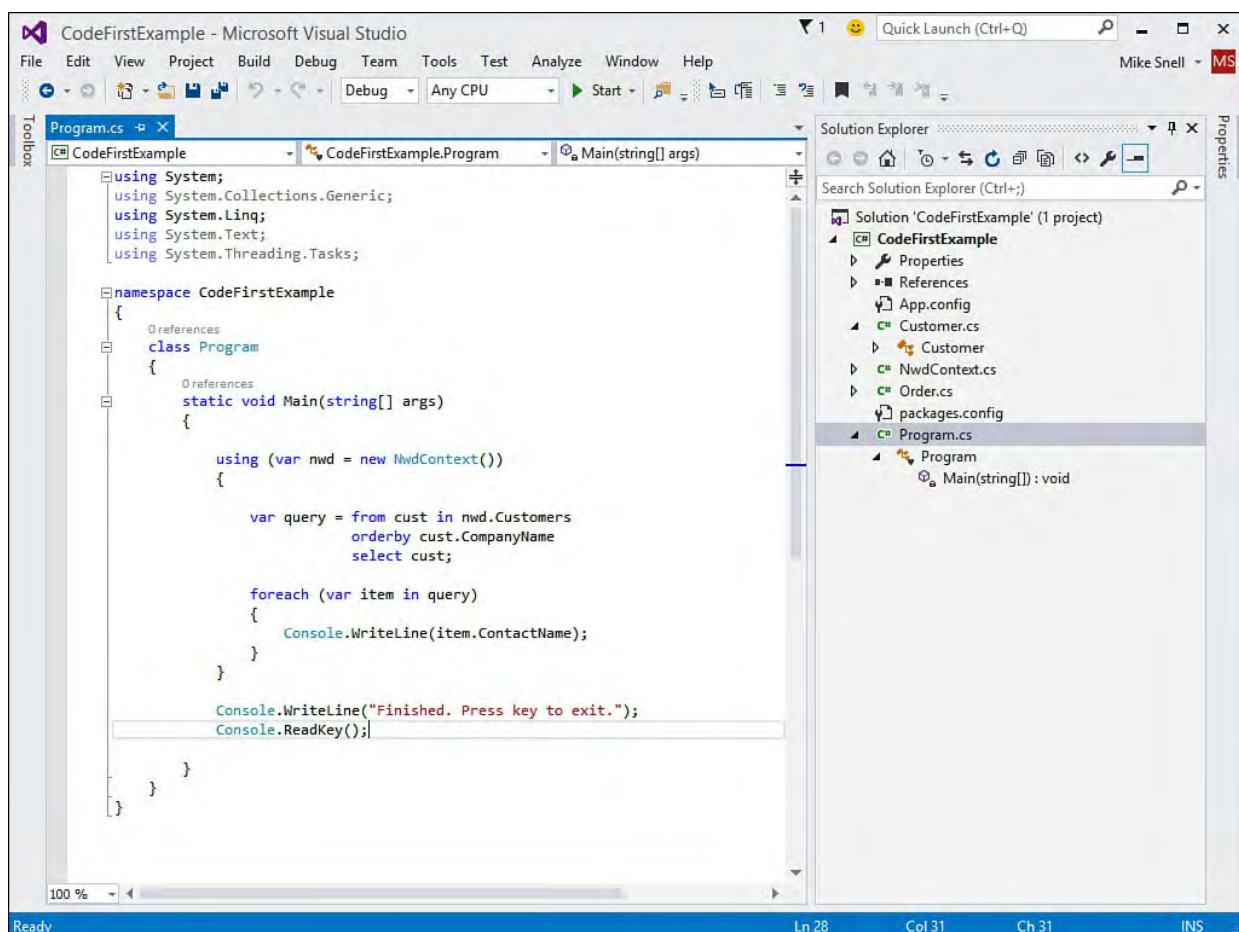 CodeFirstExample - Microsoft Visual Studio
1
Quick Launch (Ctrl+Q)
File Edit View Project Build Debug Team Tools Test Analyze Window Help
Mike Snell
MS
Debug
Any CPU
Start
Toolbox
Program.cs
CodeFirstExample
CodeFirstExample.Program
Main(string[] args)
using System;
using System.Collections.Generic;
using System.Linq;
using System.Text;
using System.Threading.Tasks;
namespace CodeFirstExample
{
0 references
class Program
{
0 references
static void Main(string[] args)
{
using (var nwd = new NwdContext())
{
var query = from cust in nwd.Customers
orderby cust.CompanyName
select cust;
foreach (var item in query)
{
Console.WriteLine(item.ContactName);
}
}
Console.WriteLine("Finished. Press key to exit.");
Console.ReadKey();
}
}
}
100 %
Solution Explorer
Search Solution Explorer (Ctrl+;)
Solution 'CodeFirstExample' (1 project)
C# CodeFirstExample
Properties
References
App.config
C# Customer.cs
Customer
C# NwdContext.cs
C# Order.cs
packages.config
C# Program.cs
Program
Main(string[]) : void
Properties
Ready
Ln 28
Col 31
Ch 31
INS